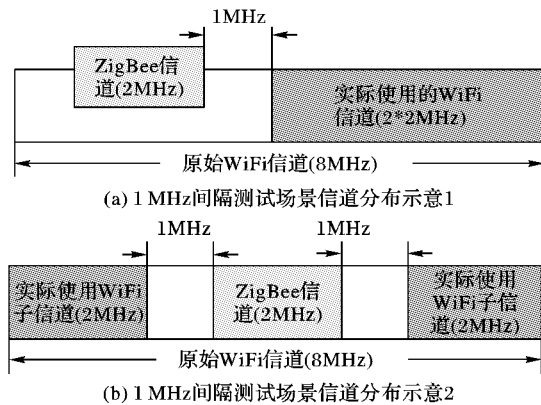 1MHz
ZigBee信
道(2MHz)
实际使用的WiFi
信道(2*2MHz)
原始WiFi信道(8MHz)
(a) 1 MHz间隔测试场景信道分布示意1
1MHz
1MHz
实际使用WiFi
子信道(2MHz)
ZigBee信
道(2MHz)
实际使用
WiFi子信
道(2MHz)
原始WiFi信道(8MHz)
(b) 1 MHz间隔测试场景信道分布示意2